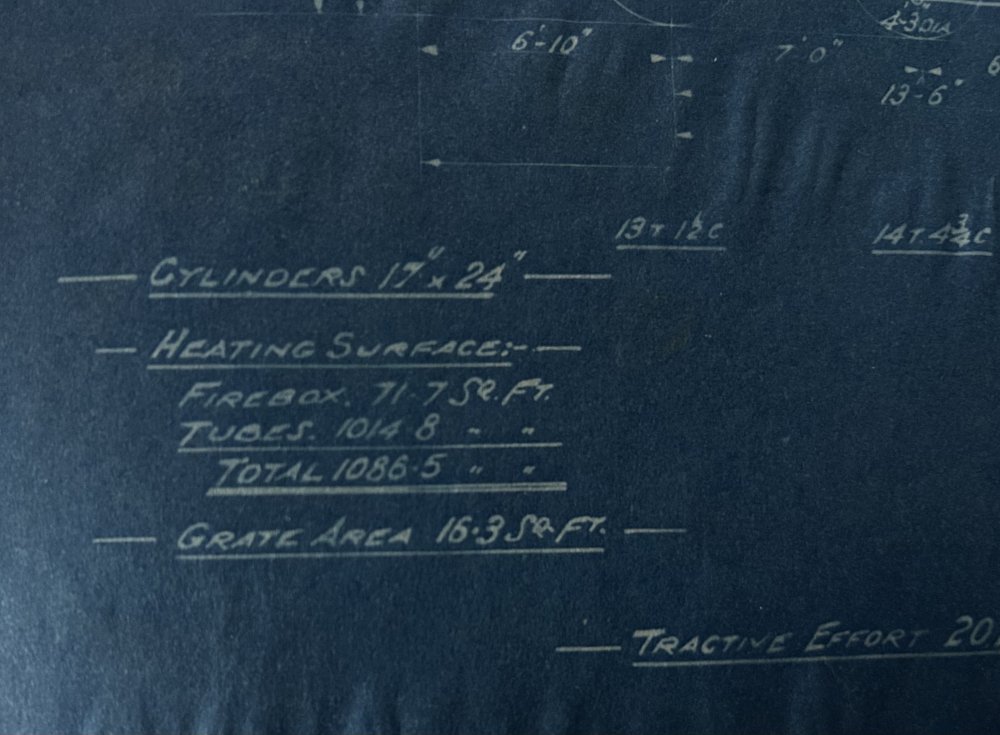 4'-3 DIA
6'-10"
7'-0"
13'-6"
13 T 1½ C
14 T 4¾ C
CYLINDERS 17" x 24"
HEATING SURFACE:-
FIREBOX. 71·7 SQ. FT.
TUBES. 1014·8 " "
TOTAL 1086·5 " "
GRATE AREA 16·3 SQ. FT.
TRACTIVE EFFORT 20